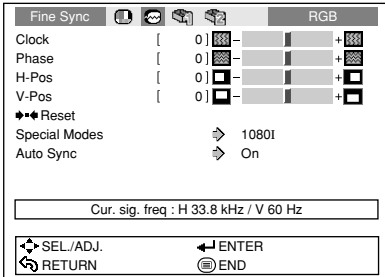 Fine Sync RGB
Clock [ 0 ] - +
Phase [ 0 ] - +
H-Pos [ 0 ] - +
V-Pos [ 0 ] - +
Reset
Special Modes 1080I
Auto Sync On
Cur. sig. freq : H 33.8 kHz / V 60 Hz
SEL./ADJ. ENTER
RETURN END